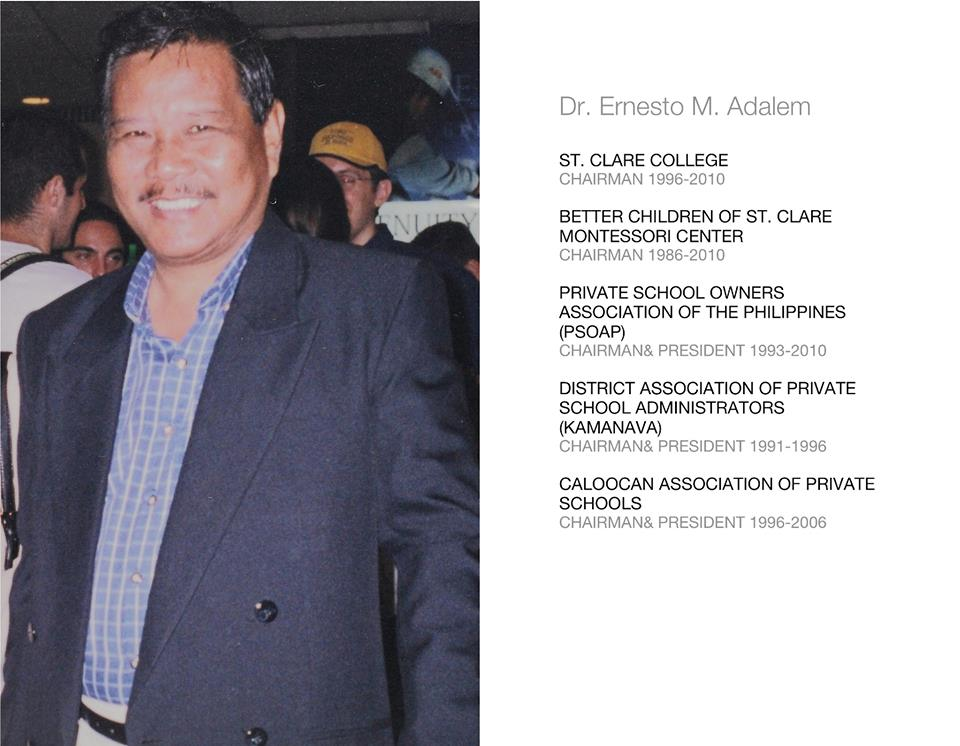 Dr. Ernesto M. Adalem
ST. CLARE COLLEGE
CHAIRMAN 1996-2010
BETTER CHILDREN OF ST. CLARE
MONTESSORI CENTER
CHAIRMAN 1986-2010
PRIVATE SCHOOL OWNERS
ASSOCIATION OF THE PHILIPPINES
(PSOAP)
CHAIRMAN& PRESIDENT 1993-2010
DISTRICT ASSOCIATION OF PRIVATE
SCHOOL ADMINISTRATORS
(KAMANAVA)
CHAIRMAN& PRESIDENT 1991-1996
CALOOCAN ASSOCIATION OF PRIVATE
SCHOOLS
CHAIRMAN& PRESIDENT 1996-2006
ENUITY